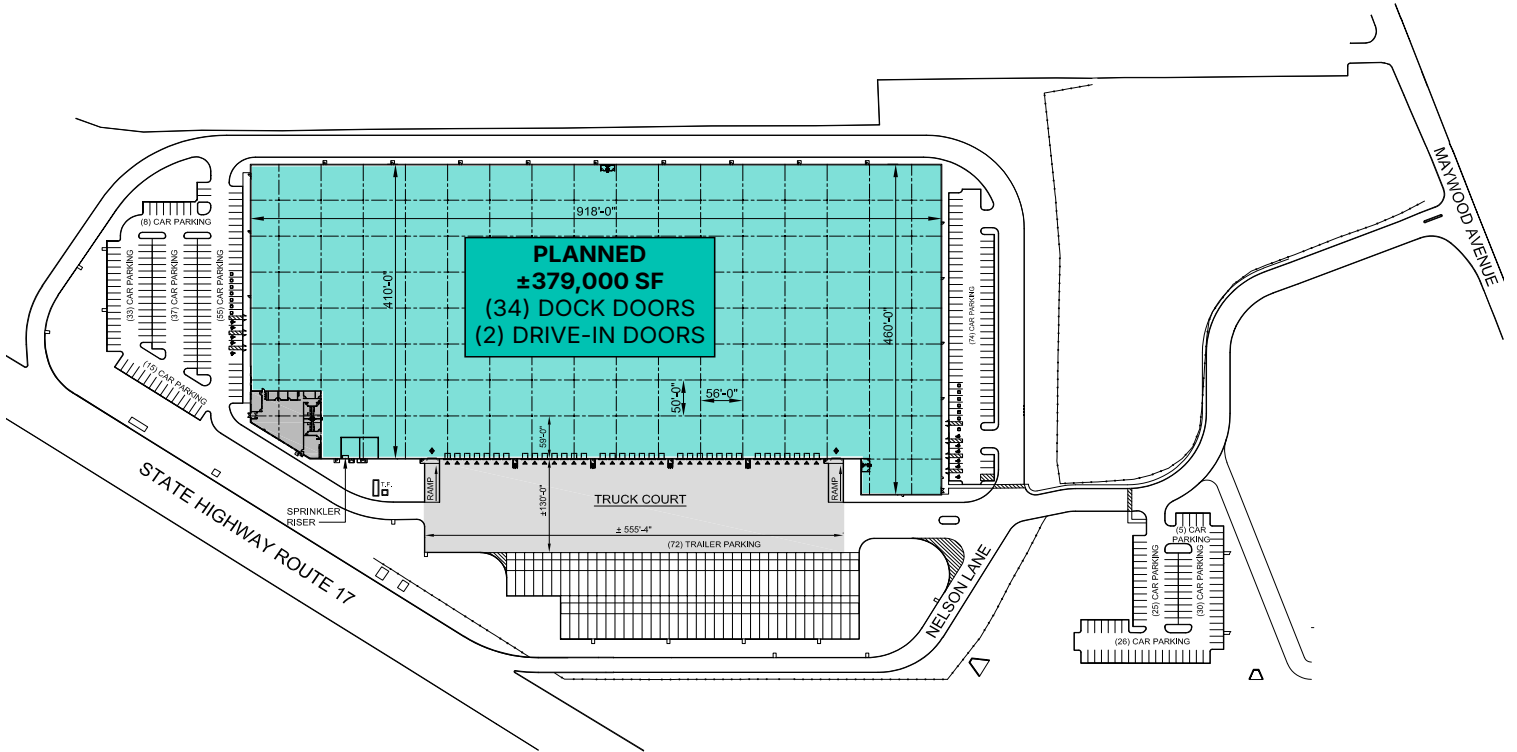 MAYWOOD AVENUE
(8) CAR PARKING
918'-0"
PLANNED
±379,000 SF
(34) DOCK DOORS
(2) DRIVE-IN DOORS
(33) CAR PARKING
(37) CAR PARKING
(55) CAR PARKING
410'-0"
460'-0"
(74) CAR PARKING
(15) CAR PARKING
50'-0"
56'-0"
59'-0"
STATE HIGHWAY ROUTE 17
T.F.
SPRINKLER
RISER
RAMP
±130'-0"
TRUCK COURT
RAMP
± 555'-4"
(72) TRAILER PARKING
NELSON LANE
(5) CAR
PARKING
(25) CAR PARKING
(30) CAR PARKING
(26) CAR PARKING